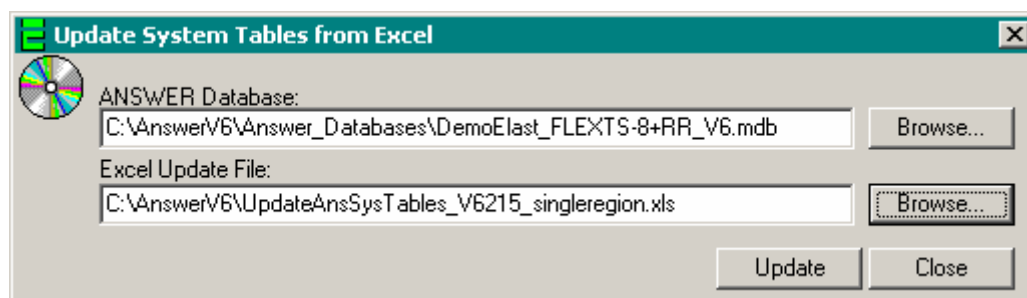 Update System Tables from Excel
ANSWER Database:
C:\AnswerV6\Answer_Databases\DemoElast_FLEXTS-8+RR_V6.mdb Browse...
Excel Update File:
C:\AnswerV6\UpdateAnsSysTables_V6215_singleregion.xls Browse...
Update Close